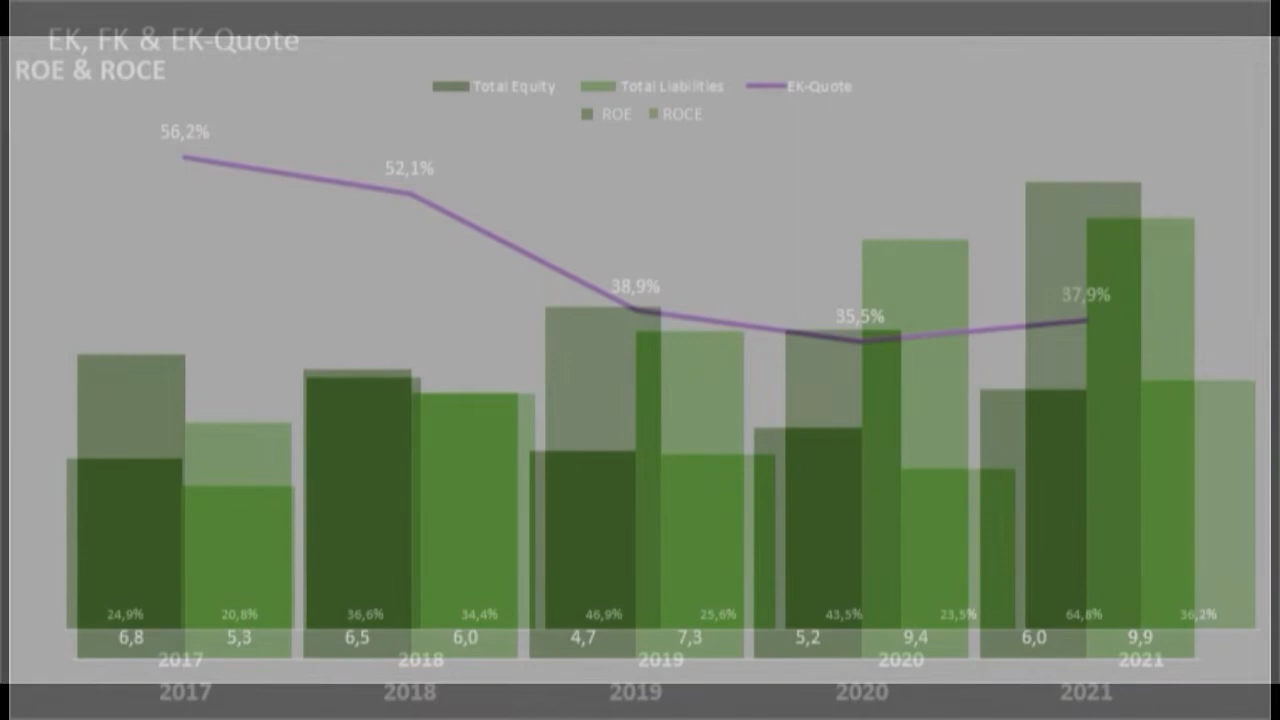 EK, FK & EK-Quote
ROE & ROCE
Total Equity Total Liabilities EK-Quote
ROE ROCE
56,2%
52,1%
38,9%
35,5%
37,9%
24,9% 20,8% 36,6% 34,4% 46,9% 25,6% 43,5% 23,5% 64,8% 36,2%
6,8 5,3 6,5 6,0 4,7 7,3 5,2 9,4 6,0 9,9
2017 2018 2019 2020 2021
2017 2018 2019 2020 2021